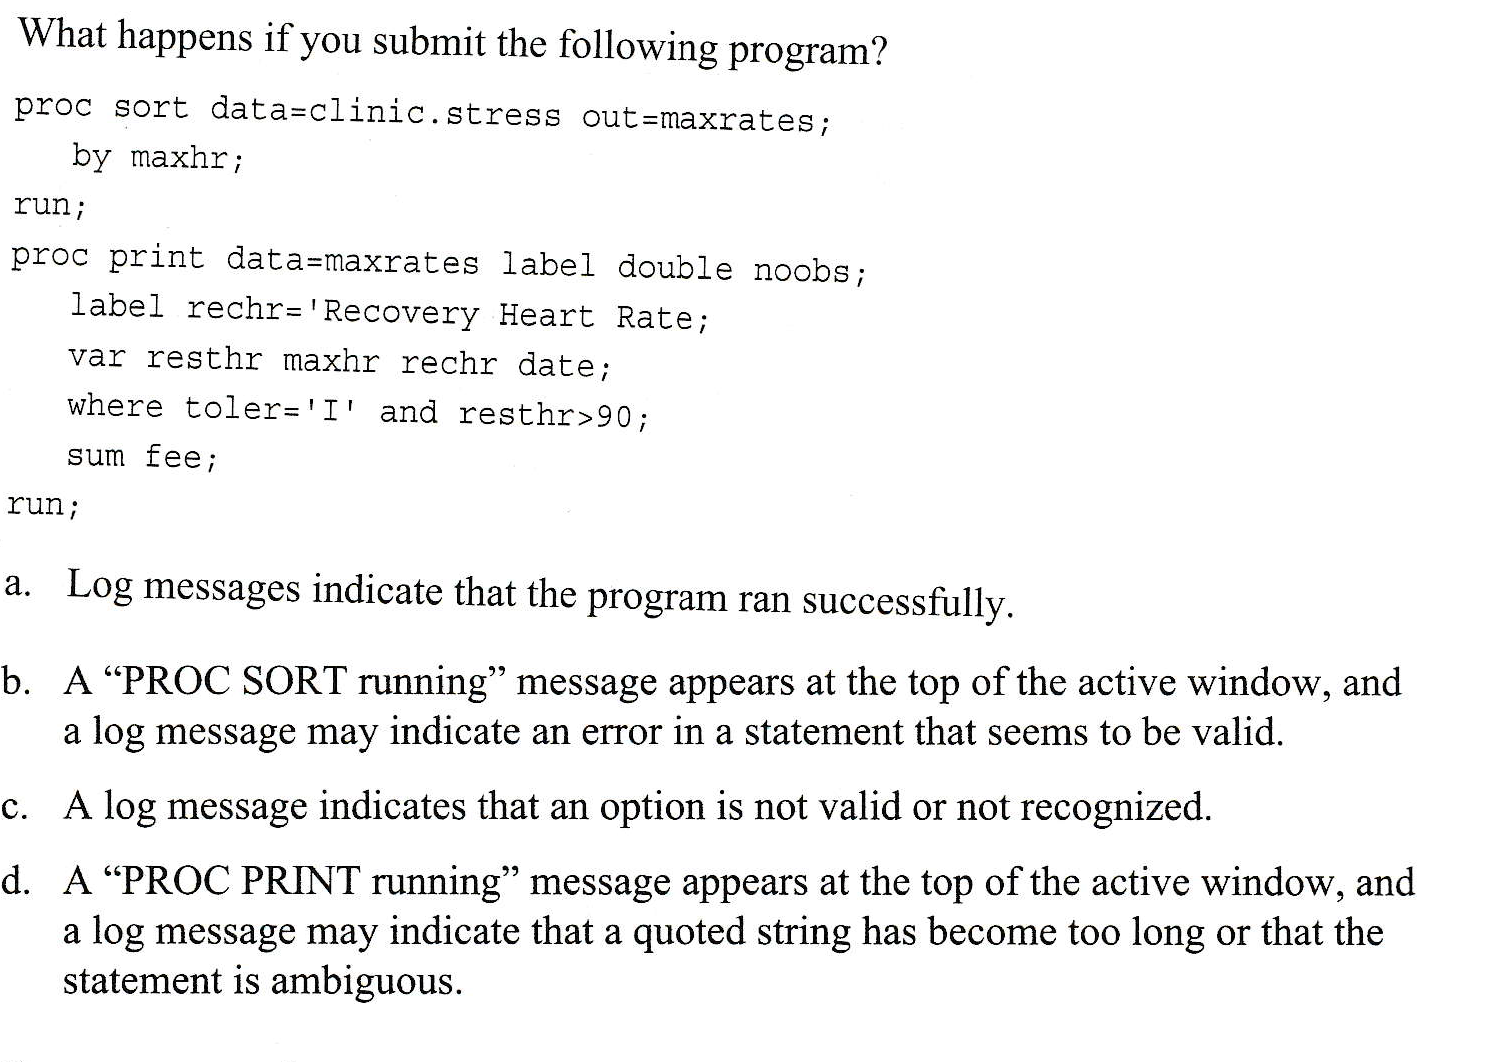 What happens if you submit the following program?
proc sort data=clinic.stress out=maxrates;
by maxhr;
run;
proc print data=maxrates label double noobs;
label rechr='Recovery Heart Rate;
var resthr maxhr rechr date;
where toler='I' and resthr>90;
sum fee;
run;
a. Log messages indicate that the program ran successfully.
b. A “PROC SORT running” message appears at the top of the active window, and
a log message may indicate an error in a statement that seems to be valid.
c. A log message indicates that an option is not valid or not recognized.
d. A “PROC PRINT running” message appears at the top of the active window, and
a log message may indicate that a quoted string has become too long or that the
statement is ambiguous.